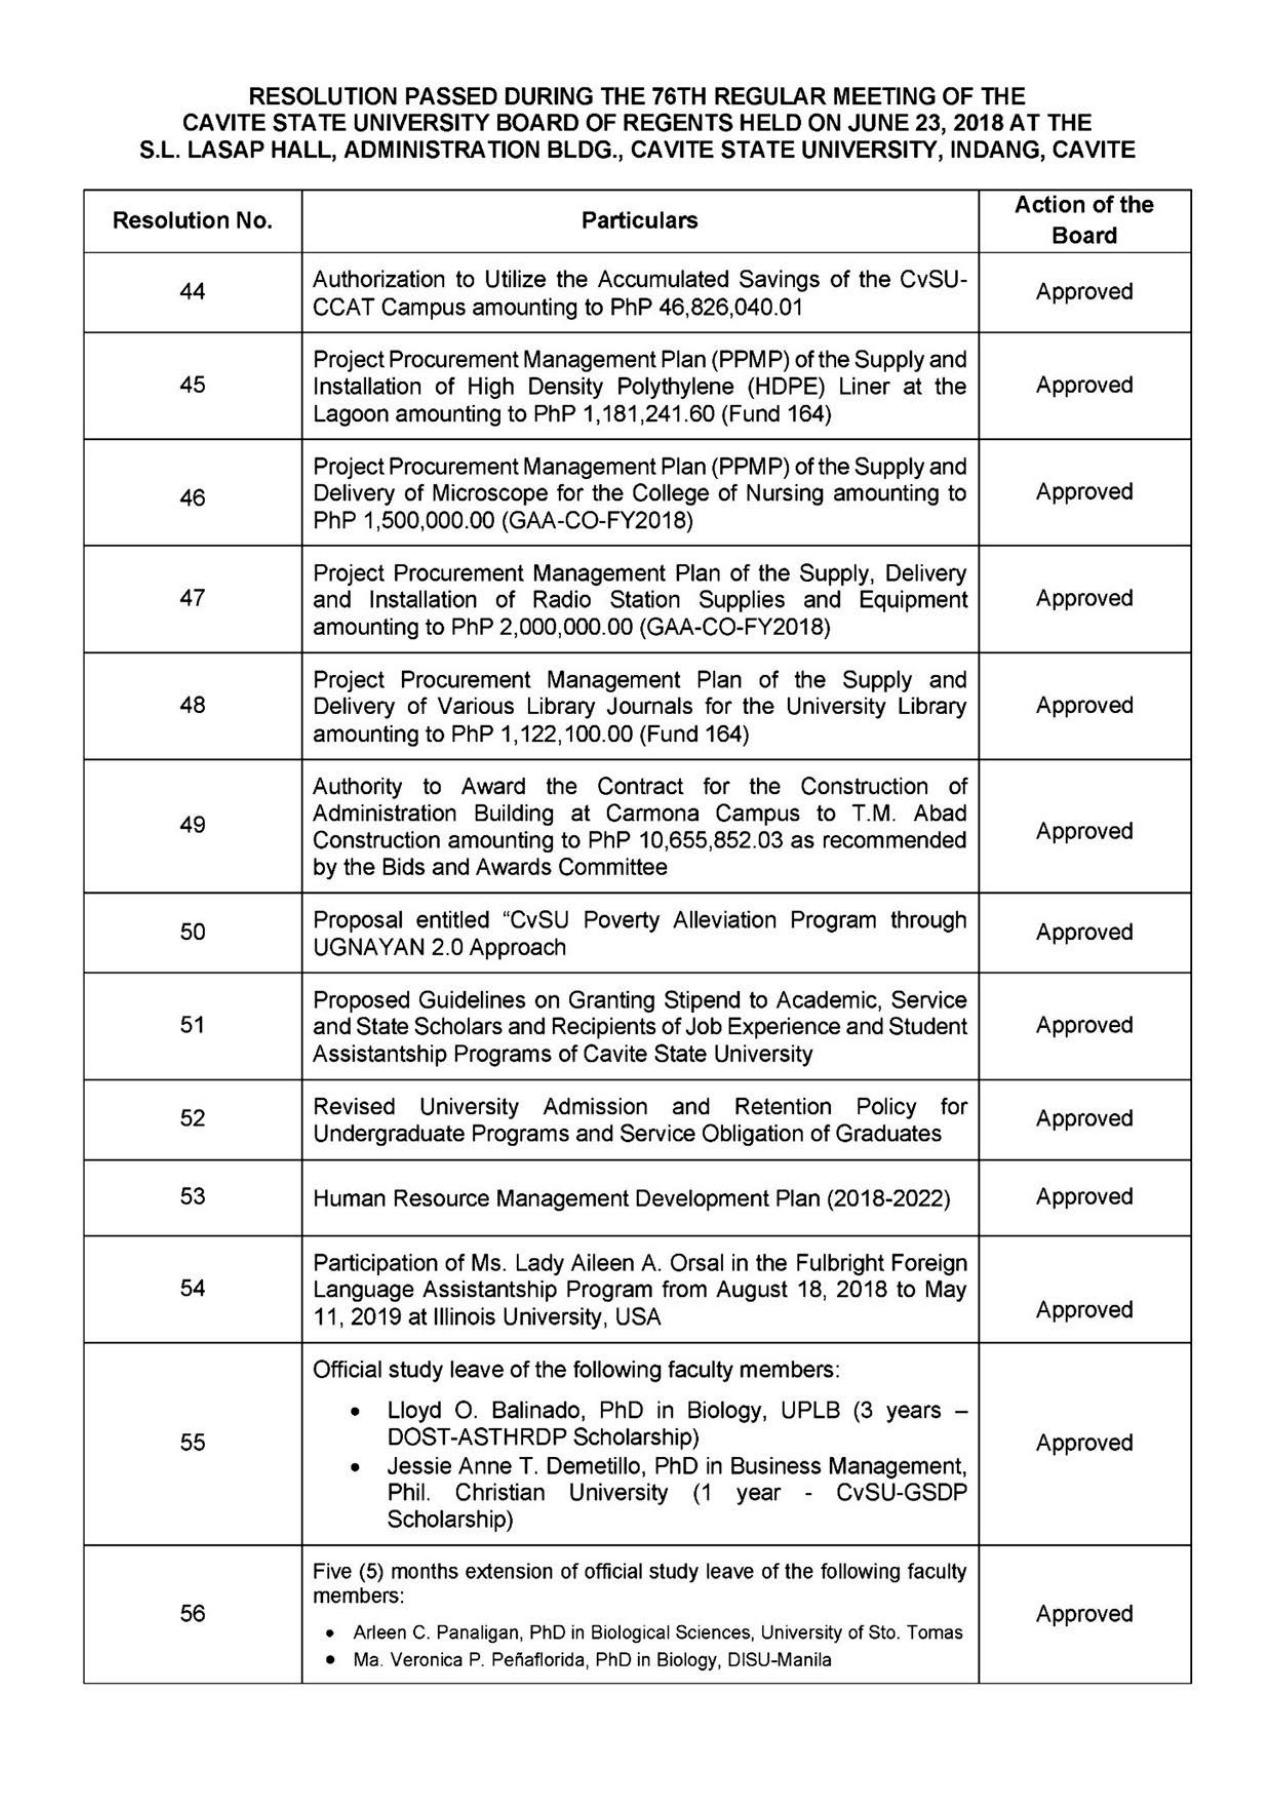 RESOLUTION PASSED DURING THE 76TH REGULAR MEETING OF THE
CAVITE STATE UNIVERSITY BOARD OF REGENTS HELD ON JUNE 23, 2018 AT THE
S.L. LASAP HALL, ADMINISTRATION BLDG., CAVITE STATE UNIVERSITY, INDANG, CAVITE
Resolution No.
Particulars
Action of the
Board
44
Authorization to Utilize the Accumulated Savings of the CvSU-
CCAT Campus amounting to PhP 46,826,040.01
Approved
45
Project Procurement Management Plan (PPMP) of the Supply and
Installation of High Density Polythylene (HDPE) Liner at the
Lagoon amounting to PhP 1,181,241.60 (Fund 164)
Approved
46
Project Procurement Management Plan (PPMP) of the Supply and
Delivery of Microscope for the College of Nursing amounting to
PhP 1,500,000.00 (GAA-CO-FY2018)
Approved
47
Project Procurement Management Plan of the Supply, Delivery
and Installation of Radio Station Supplies and Equipment
amounting to PhP 2,000,000.00 (GAA-CO-FY2018)
Approved
48
Project Procurement Management Plan of the Supply and
Delivery of Various Library Journals for the University Library
amounting to PhP 1,122,100.00 (Fund 164)
Approved
49
Authority to Award the Contract for the Construction of
Administration Building at Carmona Campus to T.M. Abad
Construction amounting to PhP 10,655,852.03 as recommended
by the Bids and Awards Committee
Approved
50
Proposal entitled “CvSU Poverty Alleviation Program through
UGNAYAN 2.0 Approach
Approved
51
Proposed Guidelines on Granting Stipend to Academic, Service
and State Scholars and Recipients of Job Experience and Student
Assistantship Programs of Cavite State University
Approved
52
Revised University Admission and Retention Policy for
Undergraduate Programs and Service Obligation of Graduates
Approved
53
Human Resource Management Development Plan (2018-2022)
Approved
54
Participation of Ms. Lady Aileen A. Orsal in the Fulbright Foreign
Language Assistantship Program from August 18, 2018 to May
11, 2019 at Illinois University, USA
Approved
55
Official study leave of the following faculty members:
• Lloyd O. Balinado, PhD in Biology, UPLB (3 years –
DOST-ASTHRDP Scholarship)
• Jessie Anne T. Demetillo, PhD in Business Management,
Phil. Christian University (1 year - CvSU-GSDP
Scholarship)
Approved
56
Five (5) months extension of official study leave of the following faculty
members:
• Arleen C. Panaligan, PhD in Biological Sciences, University of Sto. Tomas
• Ma. Veronica P. Peñaflorida, PhD in Biology, DISU-Manila
Approved